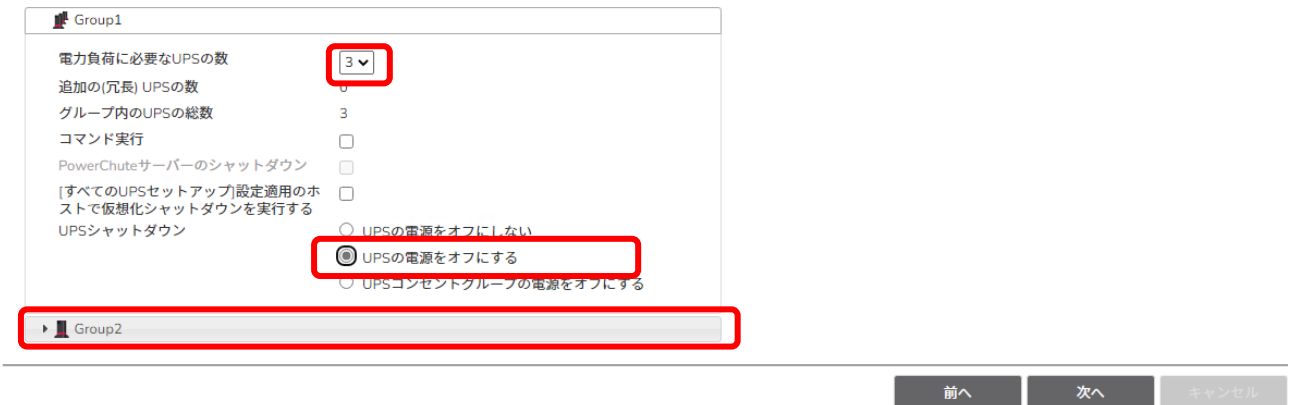 Group1
電力負荷に必要なUPSの数 3
追加の(冗長) UPSの数 0
グループ内のUPSの総数 3
コマンド実行
PowerChuteサーバーのシャットダウン
[すべてのUPSセットアップ]設定適用のホ
ストで仮想化シャットダウンを実行する
UPSシャットダウン UPSの電源をオフにしない
UPSの電源をオフにする
UPSコンセントグループの電源をオフにする
Group2
前へ 次へ キャンセル